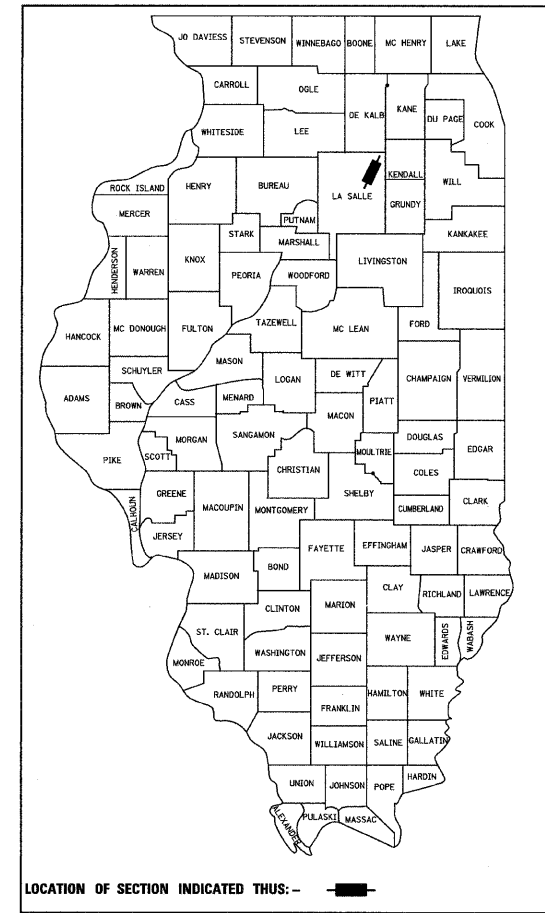 JO DAVIESS
STEVENSON
WINNEBAGO
BOONE
MC HENRY
LAKE
CARROLL
OGLE
DE KALB
KANE
DU PAGE
COOK
WHITESIDE
LEE
ROCK ISLAND
HENRY
BUREAU
LA SALLE
KENDALL
GRUNDY
WILL
MERCER
PUTNAM
STARK
MARSHALL
KANKAKEE
HENDERSON
WARREN
KNOX
PEORIA
WOODFORD
LIVINGSTON
IROQUOIS
HANCOCK
MC DONOUGH
FULTON
TAZEWELL
MC LEAN
FORD
SCHUYLER
MASON
LOGAN
DE WITT
PIATT
CHAMPAIGN
VERMILION
ADAMS
BROWN
CASS
MENARD
MACON
MORGAN
SANGAMON
MOULTRIE
DOUGLAS
EDGAR
PIKE
SCOTT
CHRISTIAN
COLES
SHELBY
GREENE
MACOUPIN
MONTGOMERY
CUMBERLAND
CLARK
CALHOUN
JERSEY
FAYETTE
EFFINGHAM
JASPER
CRAWFORD
MADISON
BOND
CLAY
RICHLAND
LAWRENCE
CLINTON
MARION
ST. CLAIR
WAYNE
EDWARDS
WABASH
WASHINGTON
JEFFERSON
MONROE
RANDOLPH
PERRY
HAMILTON
WHITE
FRANKLIN
JACKSON
WILLIAMSON
SALINE
GALLATIN
UNION
JOHNSON
POPE
HARDIN
ALEXANDER
PULASKI
MASSAC
LOCATION OF SECTION INDICATED THUS: –